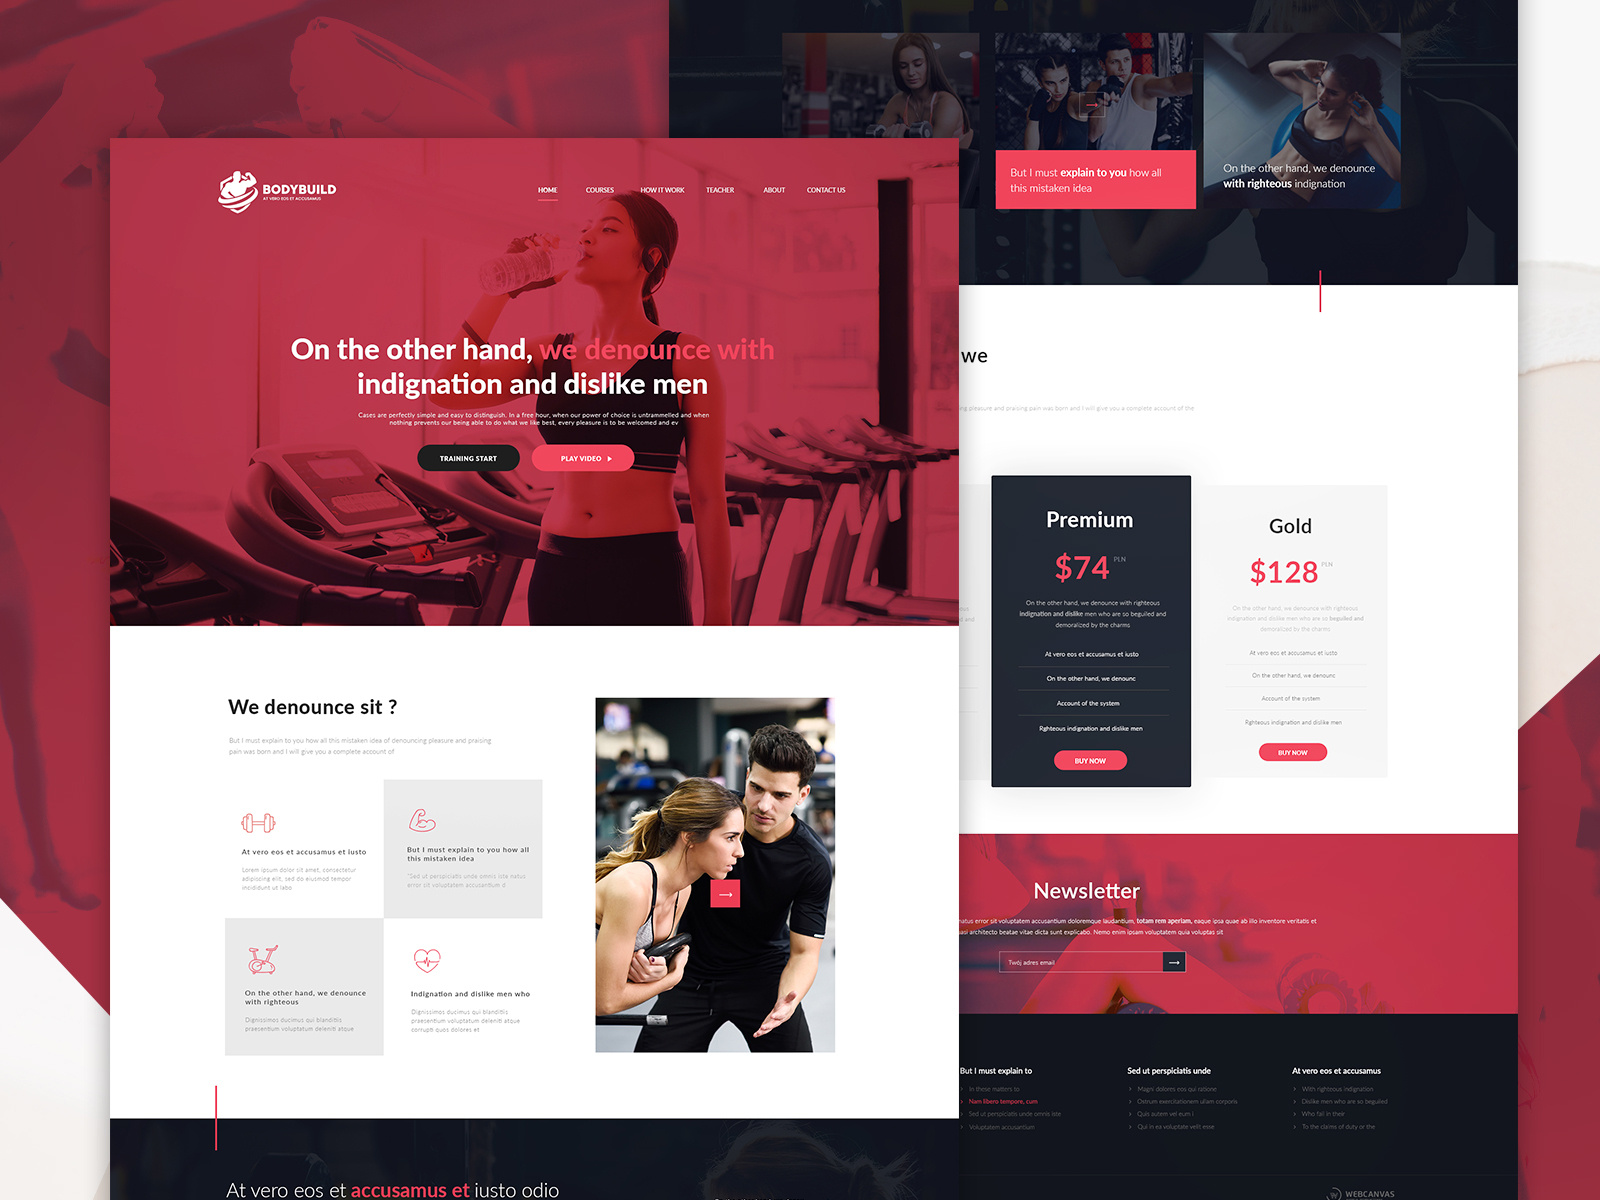 BODYBUILD
AT VERO EOS ET ACCUSAMUS
HOME
COURSES
HOW IT WORK
TEACHER
ABOUT
CONTACT US
On the other hand, we denounce with
indignation and dislike men
Cases are perfectly simple and easy to distinguish. In a free hour, when our power of choice is untrammelled and when
nothing prevents our being able to do what we like best, every pleasure is to be welcomed and ev
TRAINING START
PLAY VIDEO
We denounce sit ?
But I must explain to you how all this mistaken idea of denouncing pleasure and praising
pain was born and I will give you a complete account of
At vero eos et accusamus et iusto
Lorem ipsum dolor sit amet, consectetur
adipiscing elit, sed do eiusmod tempor
incididunt ut labo
But I must explain to you how all
this mistaken idea
"Sed ut perspiciatis unde omnis iste natus
error sit voluptatem accusantium d
On the other hand, we denounce
with righteous
Dignissimos ducimus qui blanditiis
praesentium voluptatum deleniti atque
Indignation and dislike men who
Dignissimos ducimus qui blanditiis
praesentium voluptatum deleniti atque
corrupti quos dolores et
At vero eos et accusamus et iusto odio
But I must explain to you how all
this mistaken idea
On the other hand, we denounce
with righteous indignation
we
ng pleasure and praising pain was born and I will give you a complete account of the
Premium
$74 PLN
On the other hand, we denounce with righteous
indignation and dislike men who are so beguiled and
demoralized by the charms
At vero eos et accusamus et iusto
On the other hand, we denounc
Account of the system
Rghteous indignation and dislike men
BUY NOW
Gold
$128 PLN
On the other hand, we denounce with righteous
indignation and dislike men who are so beguiled and
demoralized by the charms
At vero eos et accusamus et iusto
On the other hand, we denounc
Account of the system
Rghteous indignation and dislike men
BUY NOW
Newsletter
natus error sit voluptatem accusantium doloremque laudantium, totam rem aperiam, eaque ipsa quae ab illo inventore veritatis et
uasi architecto beatae vitae dicta sunt explicabo. Nemo enim ipsam voluptatem quia voluptas sit
Twój adres email
But I must explain to
In these matters to
Nam libero tempore, cum
Sed ut perspiciatis unde omnis iste
Voluptatem accusantium
Sed ut perspiciatis unde
Magni dolores eos qui ratione
Ostrum exercitationem ullam corporis
Quis autem vel eum i
Qui in ea voluptate velit esse
At vero eos et accusamus
With righteous indignation
Dislike men who are so beguiled
Who fail in their
To the claims of duty or the
WEBCANVAS